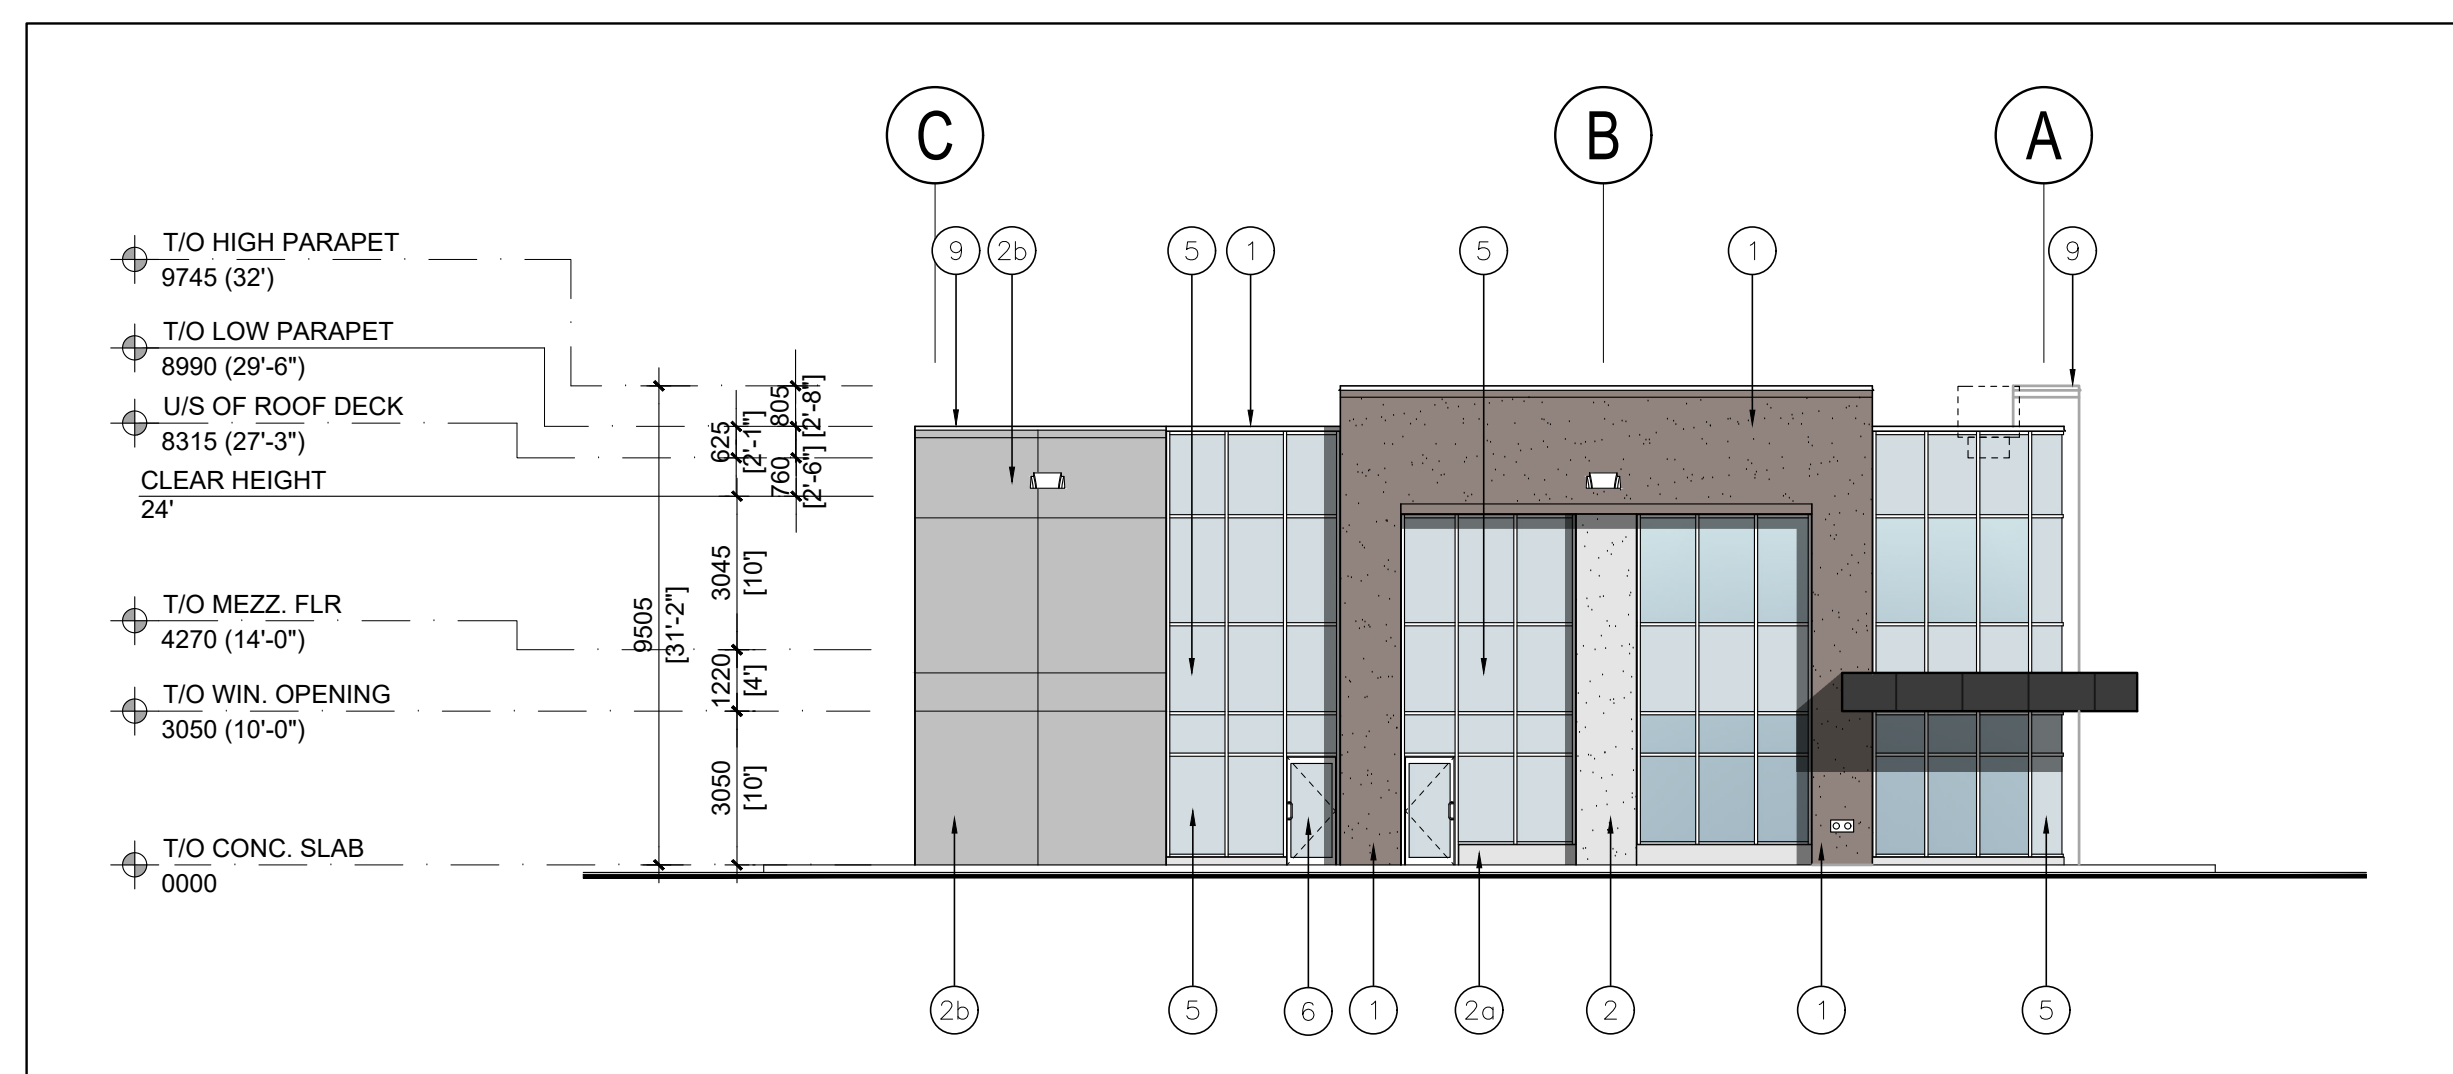 C B A
9 2b 5 1 5 1 9
T/O HIGH PARAPET
9745 (32')
T/O LOW PARAPET
8990 (29'-6")
U/S OF ROOF DECK
8315 (27'-3")
CLEAR HEIGHT
24'
T/O MEZZ. FLR
4270 (14'-0")
T/O WIN. OPENING
3050 (10'-0")
T/O CONC. SLAB
0000
9505
[31'-2"]
625
[2'-1"]
3045
[10']
1220
[4']
3050
[10']
805
[2'-8"]
760
[2'-6"]
2b 5 6 1 2a 2 1 5